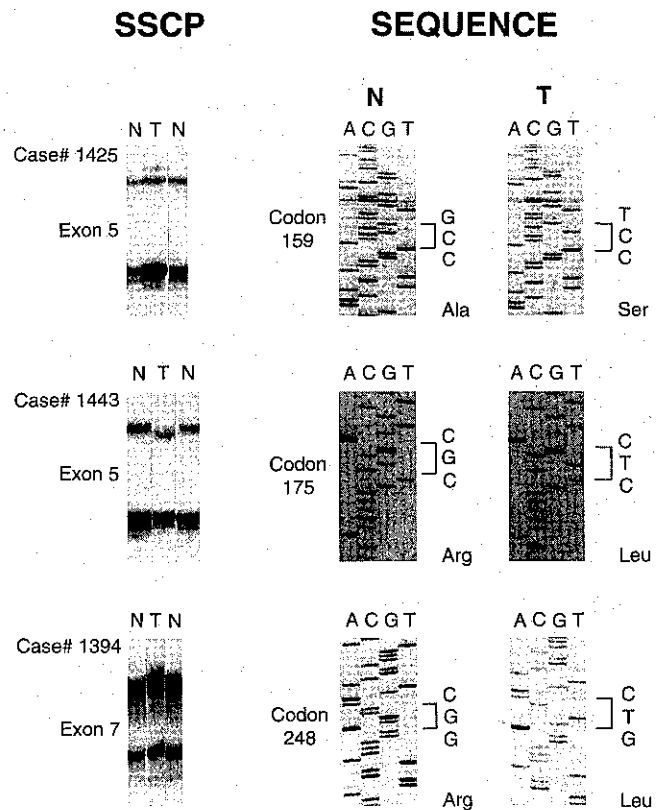 SSCP SEQUENCE
N T
N T N A C G T A C G T
Case# 1425
Exon 5
Codon
159
G
C
C
Ala
T
C
C
Ser
N T N A C G T A C G T
Case# 1443
Exon 5
Codon
175
C
G
C
Arg
C
T
C
Leu
N T N A C G T A C G T
Case# 1394
Exon 7
Codon
248
C
G
G
Arg
C
T
G
Leu